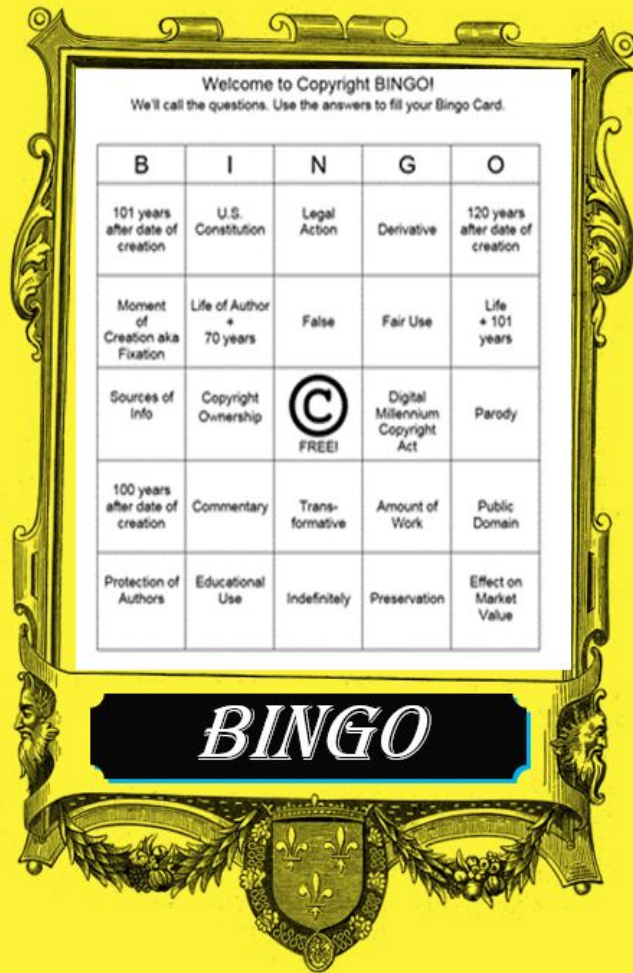 Welcome to Copyright BINGO!
We'll call the questions. Use the answers to fill your Bingo Card.
B I N G O
101 years
after date of
creation
U.S.
Constitution
Legal
Action
Derivative
120 years
after date of
creation
Moment
of
Creation aka
Fixation
Life of Author
+
70 years
False
Fair Use
Life
+ 101
years
Sources of
Info
Copyright
Ownership
©
FREE!
Digital
Millennium
Copyright
Act
Parody
100 years
after date of
creation
Commentary
Trans-
formative
Amount of
Work
Public
Domain
Protection of
Authors
Educational
Use
Indefinitely
Preservation
Effect on
Market
Value
BINGO